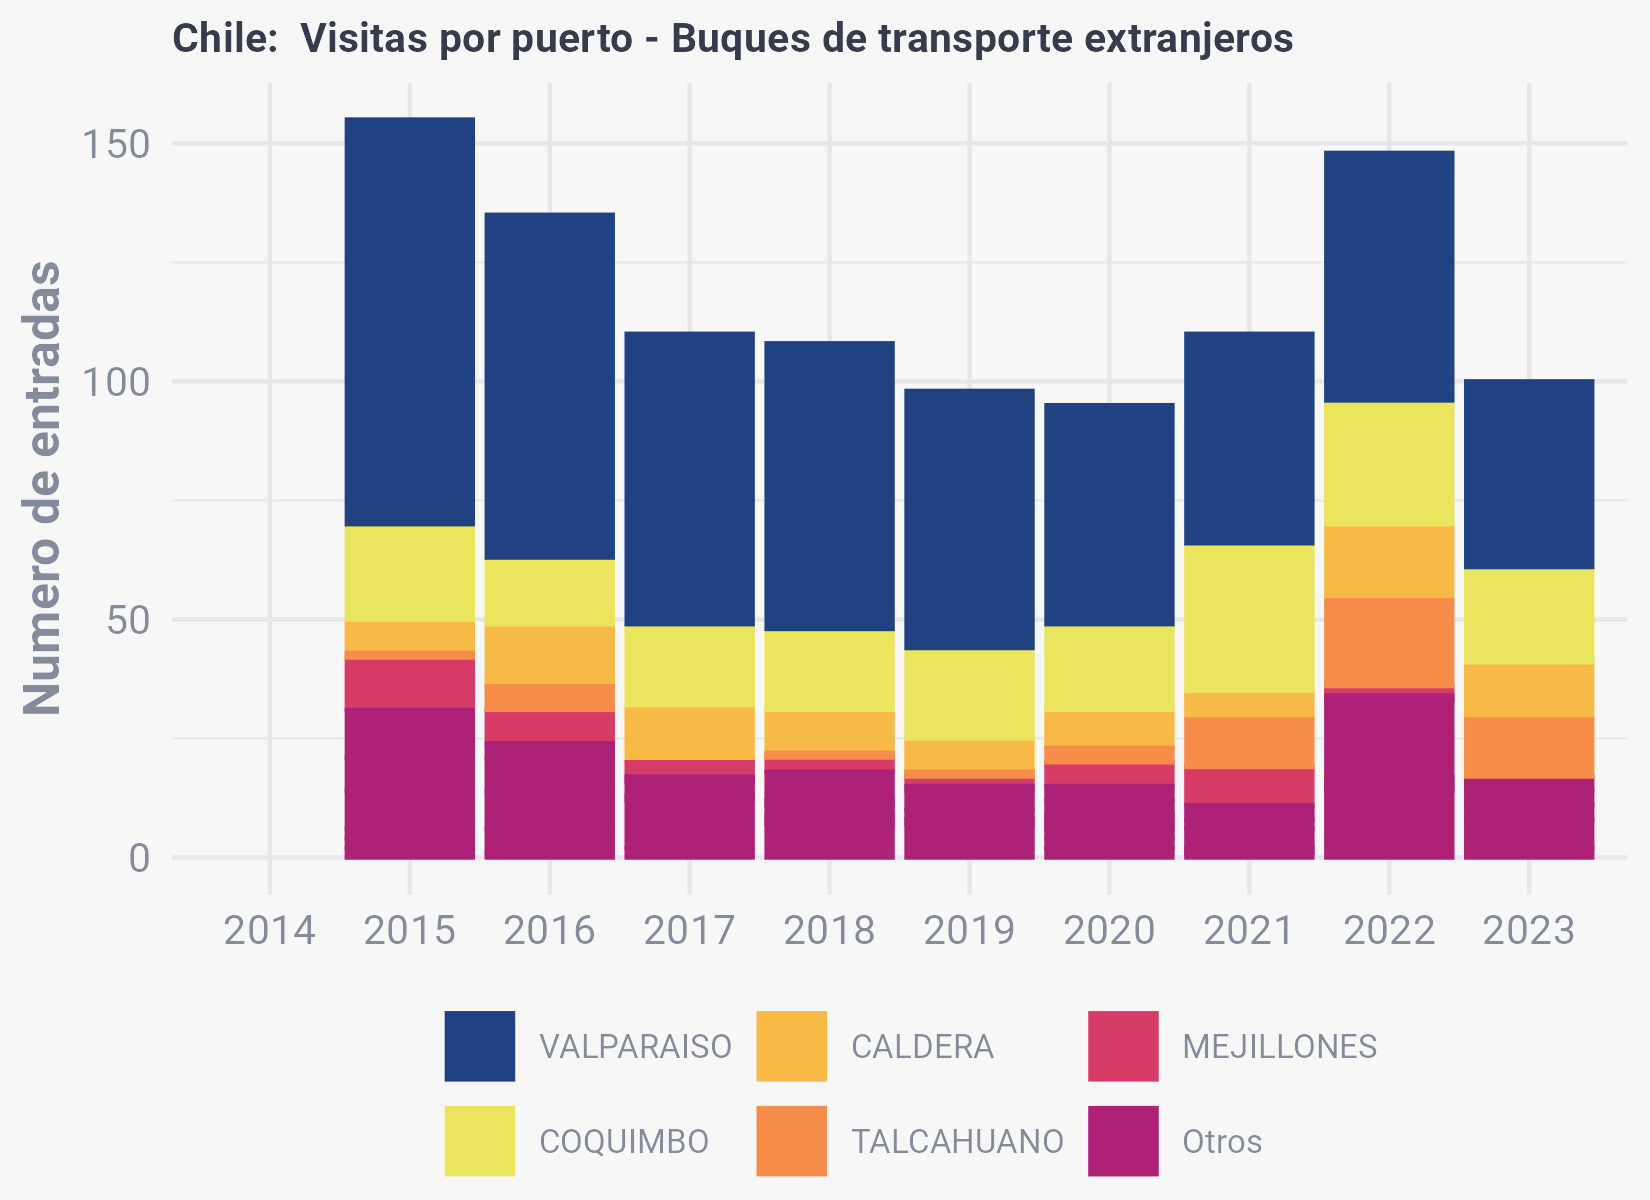 Chile:  Visitas por puerto - Buques de transporte extranjeros
Numero de entradas
150
100
50
0
2014 2015 2016 2017 2018 2019 2020 2021 2022 2023
VALPARAISO CALDERA MEJILLONES
COQUIMBO TALCAHUANO Otros